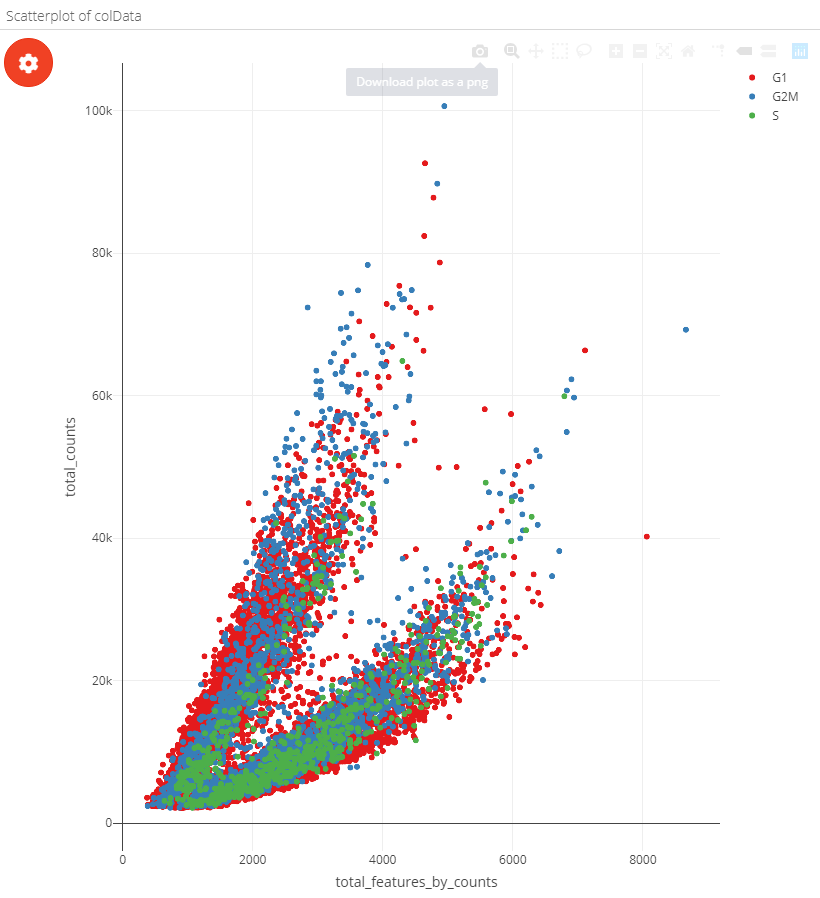 Scatterplot of colData
Download plot as a png
G1
G2M
S
100k
80k
60k
40k
20k
0
total_counts
0 2000 4000 6000 8000
total_features_by_counts